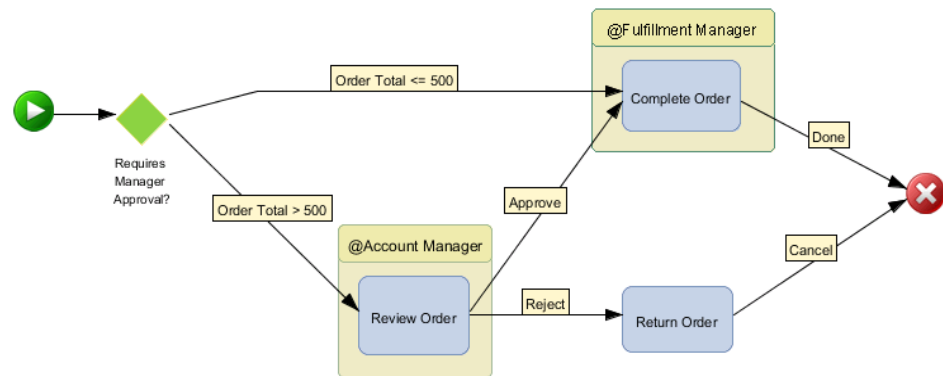 @Fulfillment Manager
Order Total <= 500
Complete Order
Done
Requires
Manager
Approval?
Order Total > 500
Approve
@Account Manager
Cancel
Reject
Review Order
Return Order